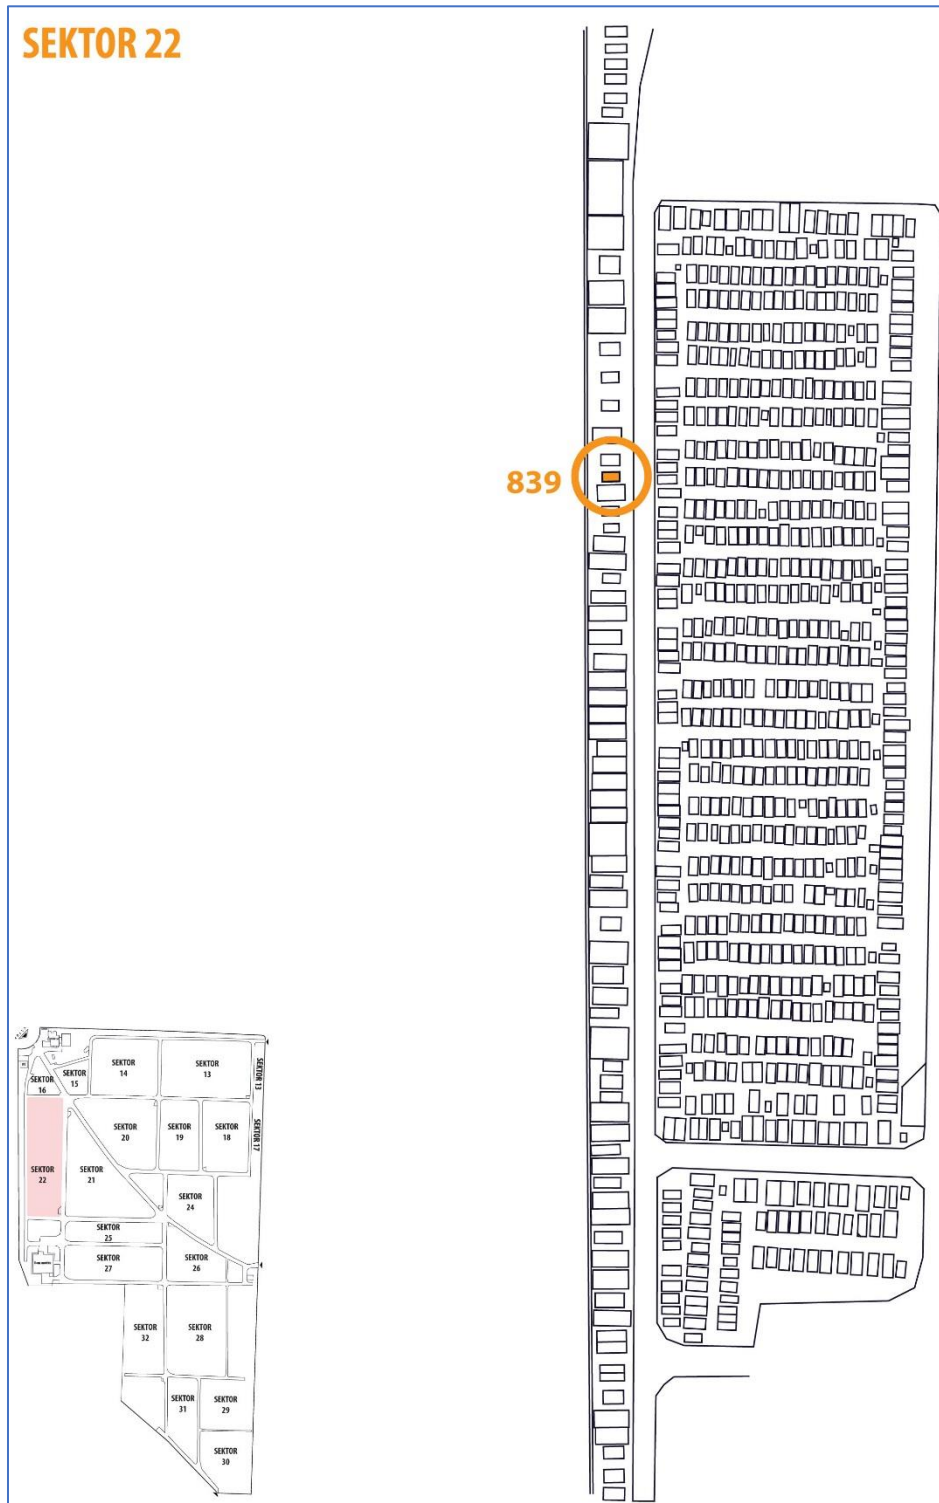 SEKTOR 22
839
SEKTOR
16
SEKTOR
15
SEKTOR
14
SEKTOR
13
SEKTOR 13
SEKTOR
20
SEKTOR
19
SEKTOR
18
SEKTOR 17
SEKTOR
22
SEKTOR
21
SEKTOR
24
SEKTOR
25
SEKTOR
27
SEKTOR
26
SEKTOR
32
SEKTOR
28
SEKTOR
31
SEKTOR
29
SEKTOR
30